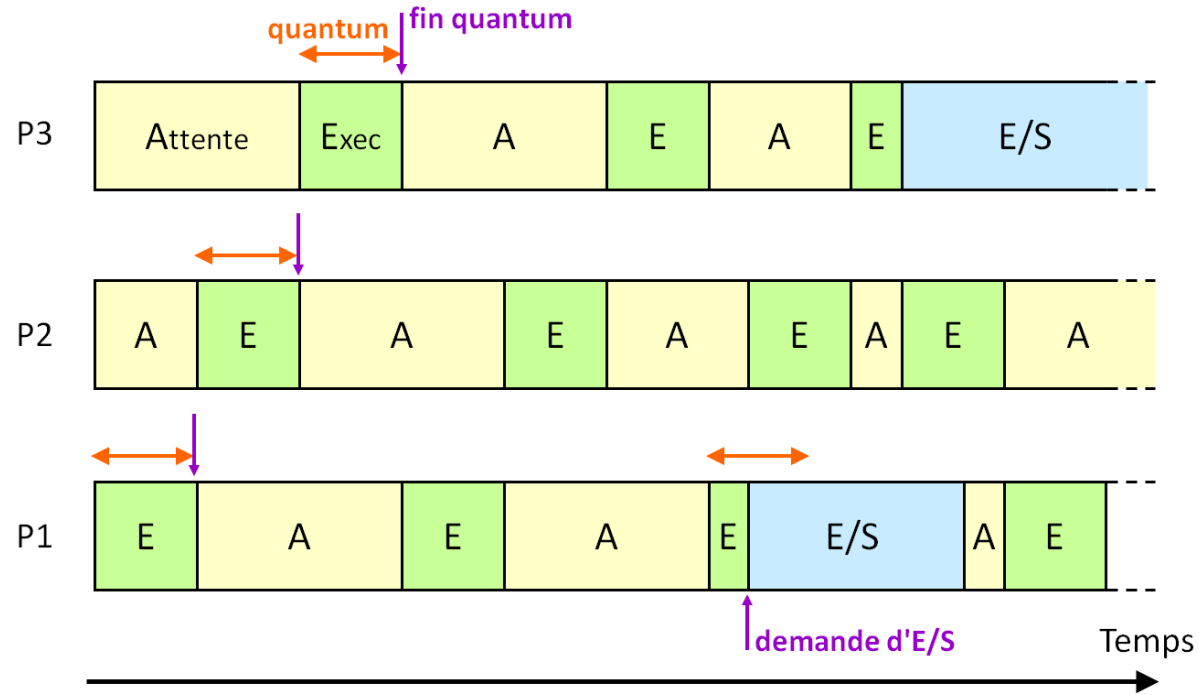 fin quantum
quantum
P3 Attente Exec A E A E E/S
P2 A E A E A E A E A
P1 E A E A E E/S A E
demande d'E/S
Temps